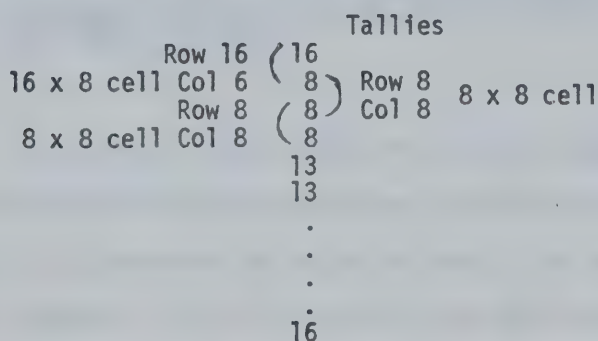 Tallies
Row 16 ( 16
16 x 8 cell Col 6 8 ) Row 8 8 x 8 cell
Row 8 ( 8 Col 8
8 x 8 cell Col 8 8
13
13
.
.
.
.
16